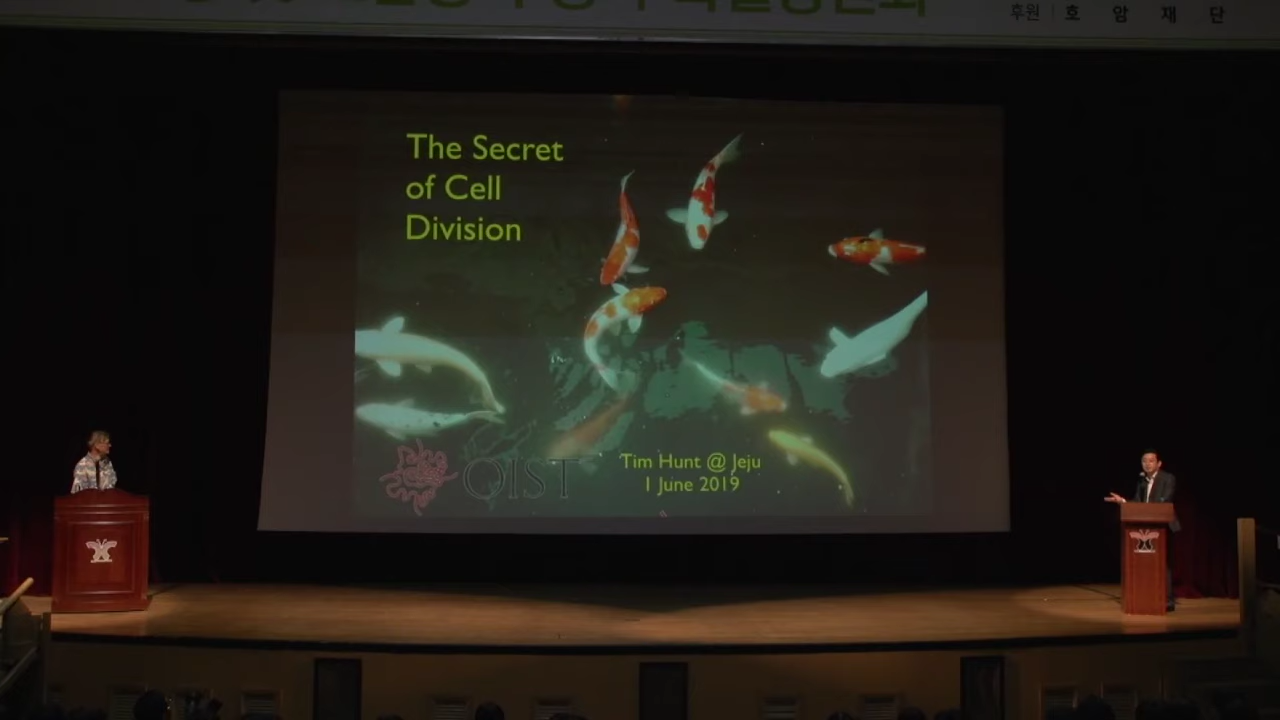 후원 | 호 암 재 단
The Secret
of Cell
Division
OIST
Tim Hunt @ Jeju
1 June 2019